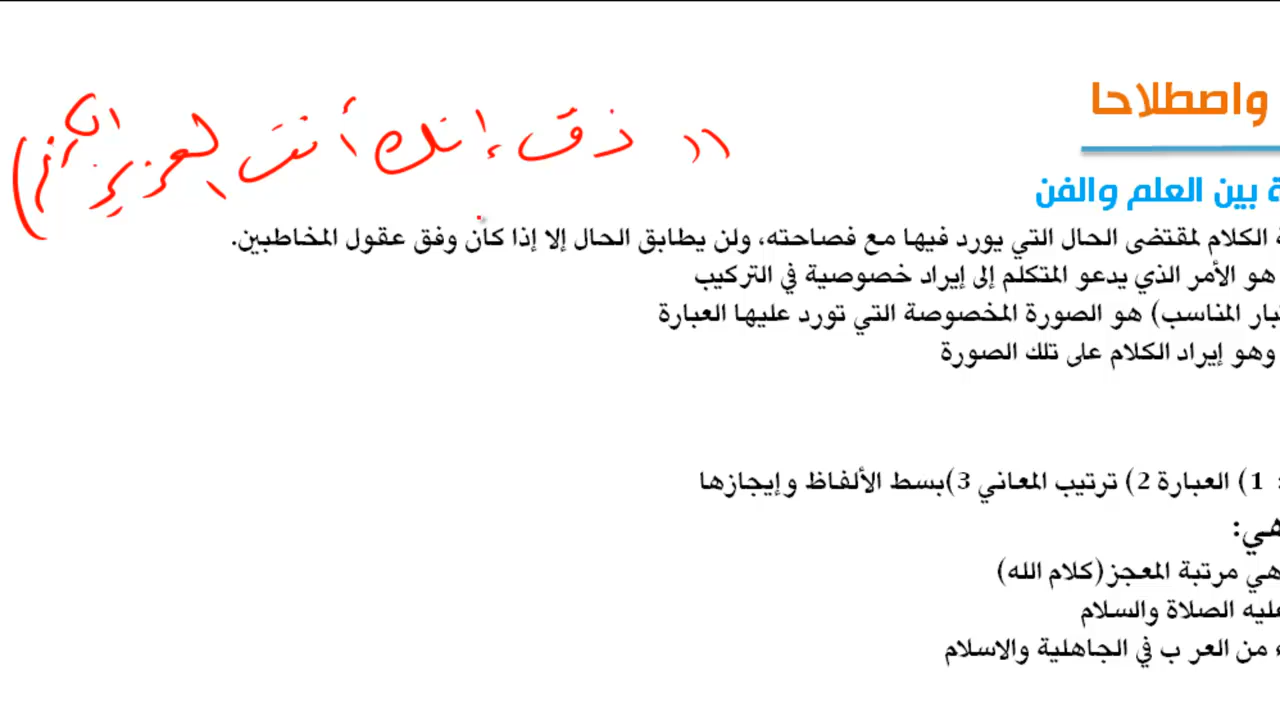 واصطلاحا
(( ذق إنك أنت العزيز الكريم)
بين العلم والفن
الكلام لمقتضى الحال التي يورد فيها مع فصاحته، ولن يطابق الحال إلا إذا كان وفق عقول المخاطبين.
هو الأمر الذي يدعو المتكلم إلى إيراد خصوصية في التركيب
المناسب) هو الصورة المخصوصة التي تورد عليها العبارة
وهو إيراد الكلام على تلك الصورة
: 1) العبارة 2) ترتيب المعاني 3)بسط الألفاظ وإيجازها
هي:
هي مرتبة المعجز(كلام الله)
عليه الصلاة والسلام
من العر ب في الجاهلية والاسلام